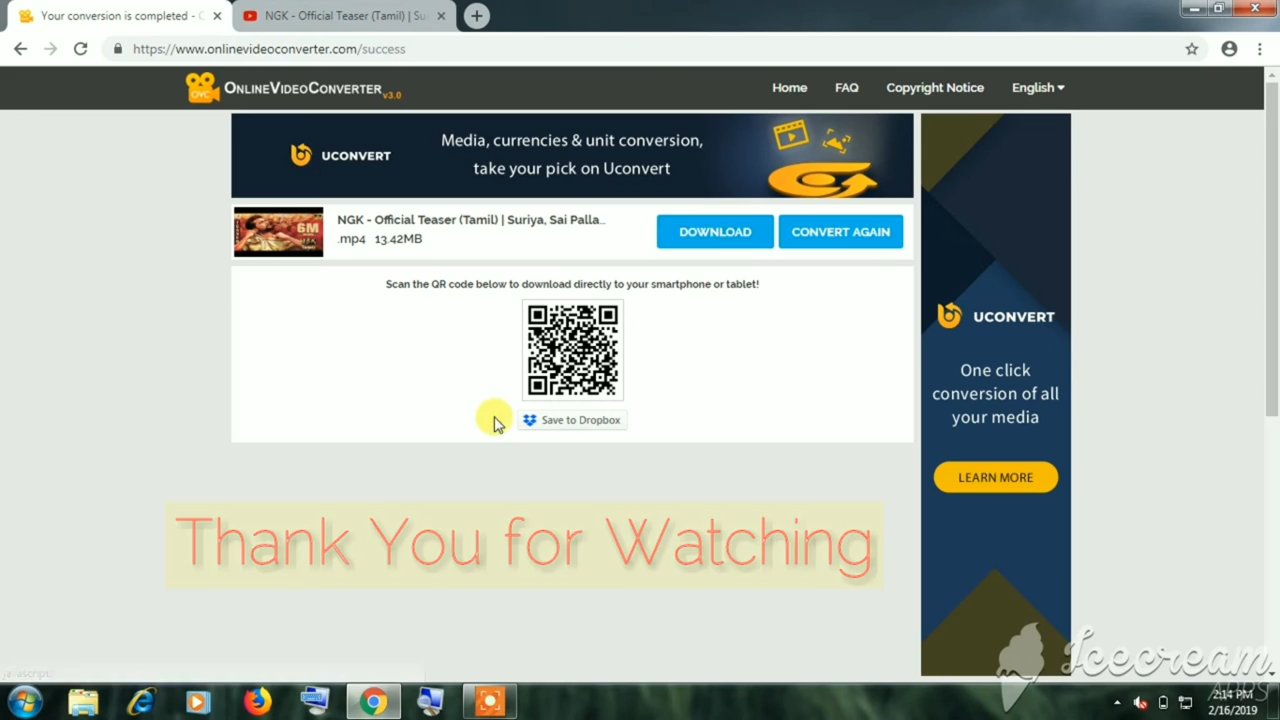 Your conversion is completed - O
NGK - Official Teaser (Tamil) | Su
https://www.onlinevideoconverter.com/success
OVC
OnlineVideoConverter v3.0
Home
FAQ
Copyright Notice
English
UCONVERT
Media, currencies & unit conversion,
take your pick on Uconvert
6M
NGK - Official Teaser (Tamil) | Suriya, Sai Palla...
.mp4 13.42MB
DOWNLOAD
CONVERT AGAIN
Scan the QR code below to download directly to your smartphone or tablet!
Save to Dropbox
UCONVERT
One click
conversion of all
your media
LEARN MORE
Thank You for Watching
javascript:
Icecream
Apps
2:14 PM
2/16/2019